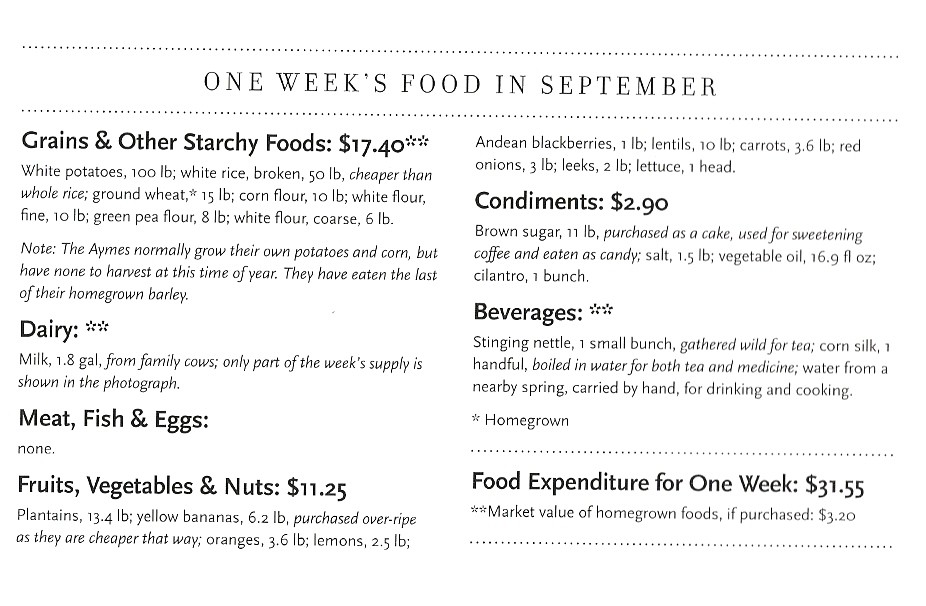 ONE WEEK'S FOOD IN SEPTEMBER
Grains & Other Starchy Foods: $17.40**
White potatoes, 100 lb; white rice, broken, 50 lb, cheaper than
whole rice; ground wheat,* 15 lb; corn flour, 10 lb; white flour,
fine, 10 lb; green pea flour, 8 lb; white flour, coarse, 6 lb.
Note: The Aymes normally grow their own potatoes and corn, but
have none to harvest at this time of year. They have eaten the last
of their homegrown barley.
Dairy: **
Milk, 1.8 gal, from family cows; only part of the week's supply is
shown in the photograph.
Meat, Fish & Eggs:
none.
Fruits, Vegetables & Nuts: $11.25
Plantains, 13.4 lb; yellow bananas, 6.2 lb, purchased over-ripe
as they are cheaper that way; oranges, 3.6 lb; lemons, 2.5 lb;
Andean blackberries, 1 lb; lentils, 10 lb; carrots, 3.6 lb; red
onions, 3 lb; leeks, 2 lb; lettuce, 1 head.
Condiments: $2.90
Brown sugar, 11 lb, purchased as a cake, used for sweetening
coffee and eaten as candy; salt, 1.5 lb; vegetable oil, 16.9 fl oz;
cilantro, 1 bunch.
Beverages: **
Stinging nettle, 1 small bunch, gathered wild for tea; corn silk, 1
handful, boiled in water for both tea and medicine; water from a
nearby spring, carried by hand, for drinking and cooking.
* Homegrown
Food Expenditure for One Week: $31.55
**Market value of homegrown foods, if purchased: $3.20